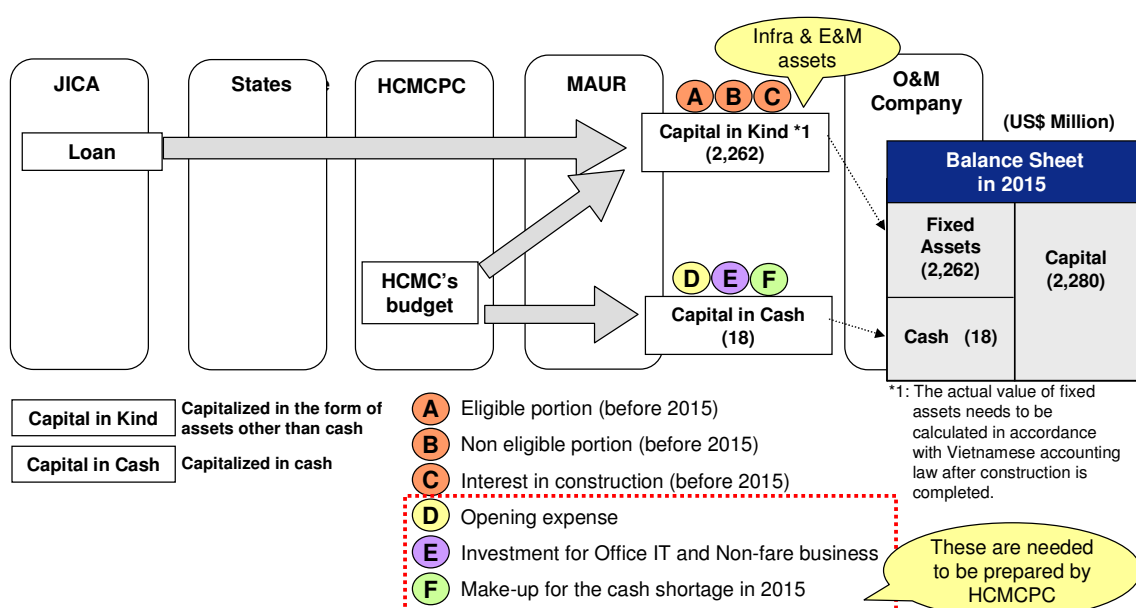 Infra & E&M
assets
JICA
States
e
HCMCPC
MAUR
O&M
Company
A B C
(US$ Million)
Loan
Capital in Kind *1
(2,262)
Balance Sheet
in 2015
Fixed
Assets
(2,262)
Capital
(2,280)
HCMC's
budget
D E F
Capital in Cash
(18)
Cash (18)
*1: The actual value of fixed
assets needs to be
calculated in accordance
with Vietnamese accounting
law after construction is
completed.
Capital in Kind
Capitalized in the form of
assets other than cash
Capital in Cash
Capitalized in cash
A Eligible portion (before 2015)
B Non eligible portion (before 2015)
C Interest in construction (before 2015)
D Opening expense
E Investment for Office IT and Non-fare business
F Make-up for the cash shortage in 2015
These are needed
to be prepared by
HCMCPC